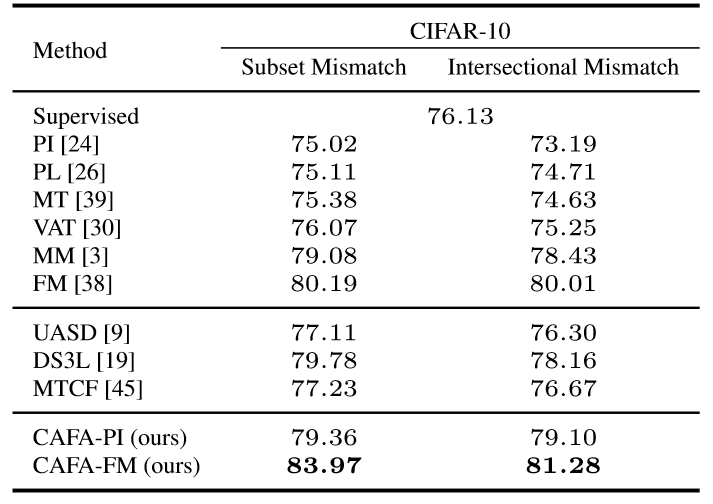 Method CIFAR-10
Subset Mismatch Intersectional Mismatch
Supervised 76.13
PI [24] 75.02 73.19
PL [26] 75.11 74.71
MT [39] 75.38 74.63
VAT [30] 76.07 75.25
MM [3] 79.08 78.43
FM [38] 80.19 80.01
UASD [9] 77.11 76.30
DS3L [19] 79.78 78.16
MTCF [45] 77.23 76.67
CAFA-PI (ours) 79.36 79.10
CAFA-FM (ours) 83.97 81.28